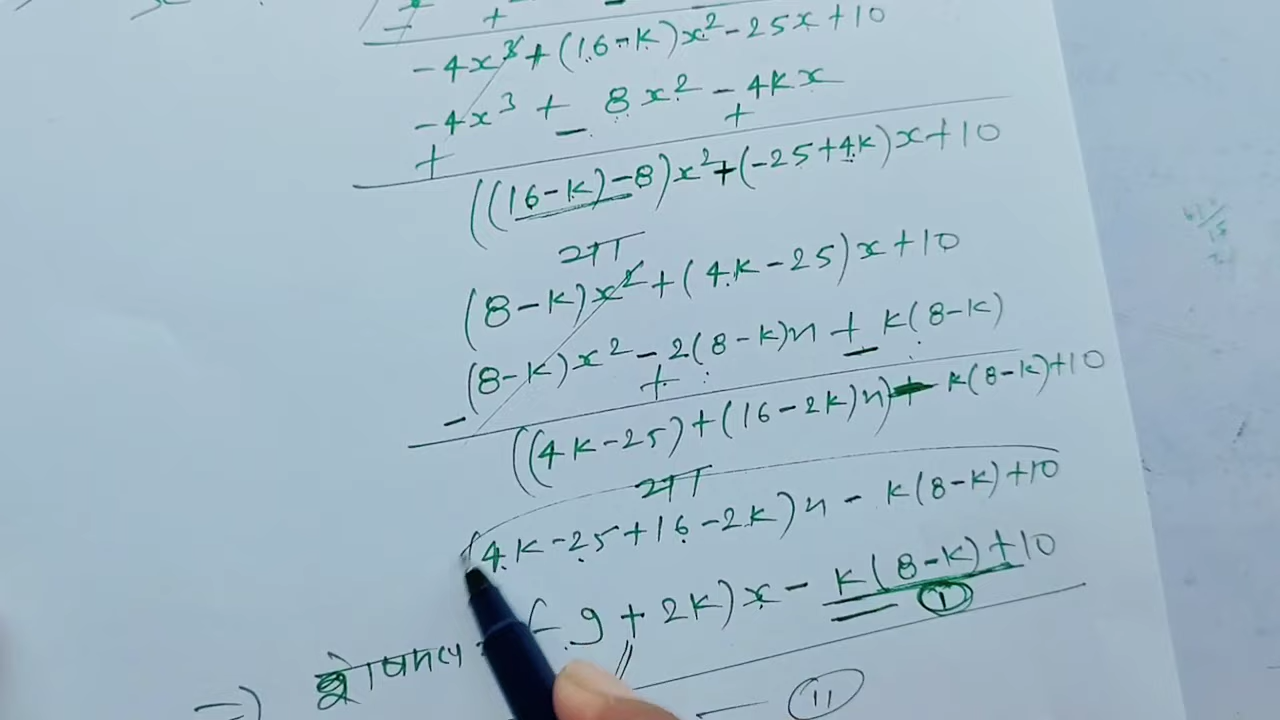 -4x³ + (16-k)x² - 25x + 10
-4x³ + 8x² - 4kx
+ - +
((16-k)-8)x² + (-25+4k)x + 10
या
(8-k)x² + (4k-25)x + 10
(8-k)x² - 2(8-k)x + k(8-k)
- + -
((4k-25) + (16-2k)x) - k(8-k) + 10
या
(4k-25+16-2k)x - k(8-k) + 10
(-9+2k)x - k(8-k) + 10
①
⇒ ⑪